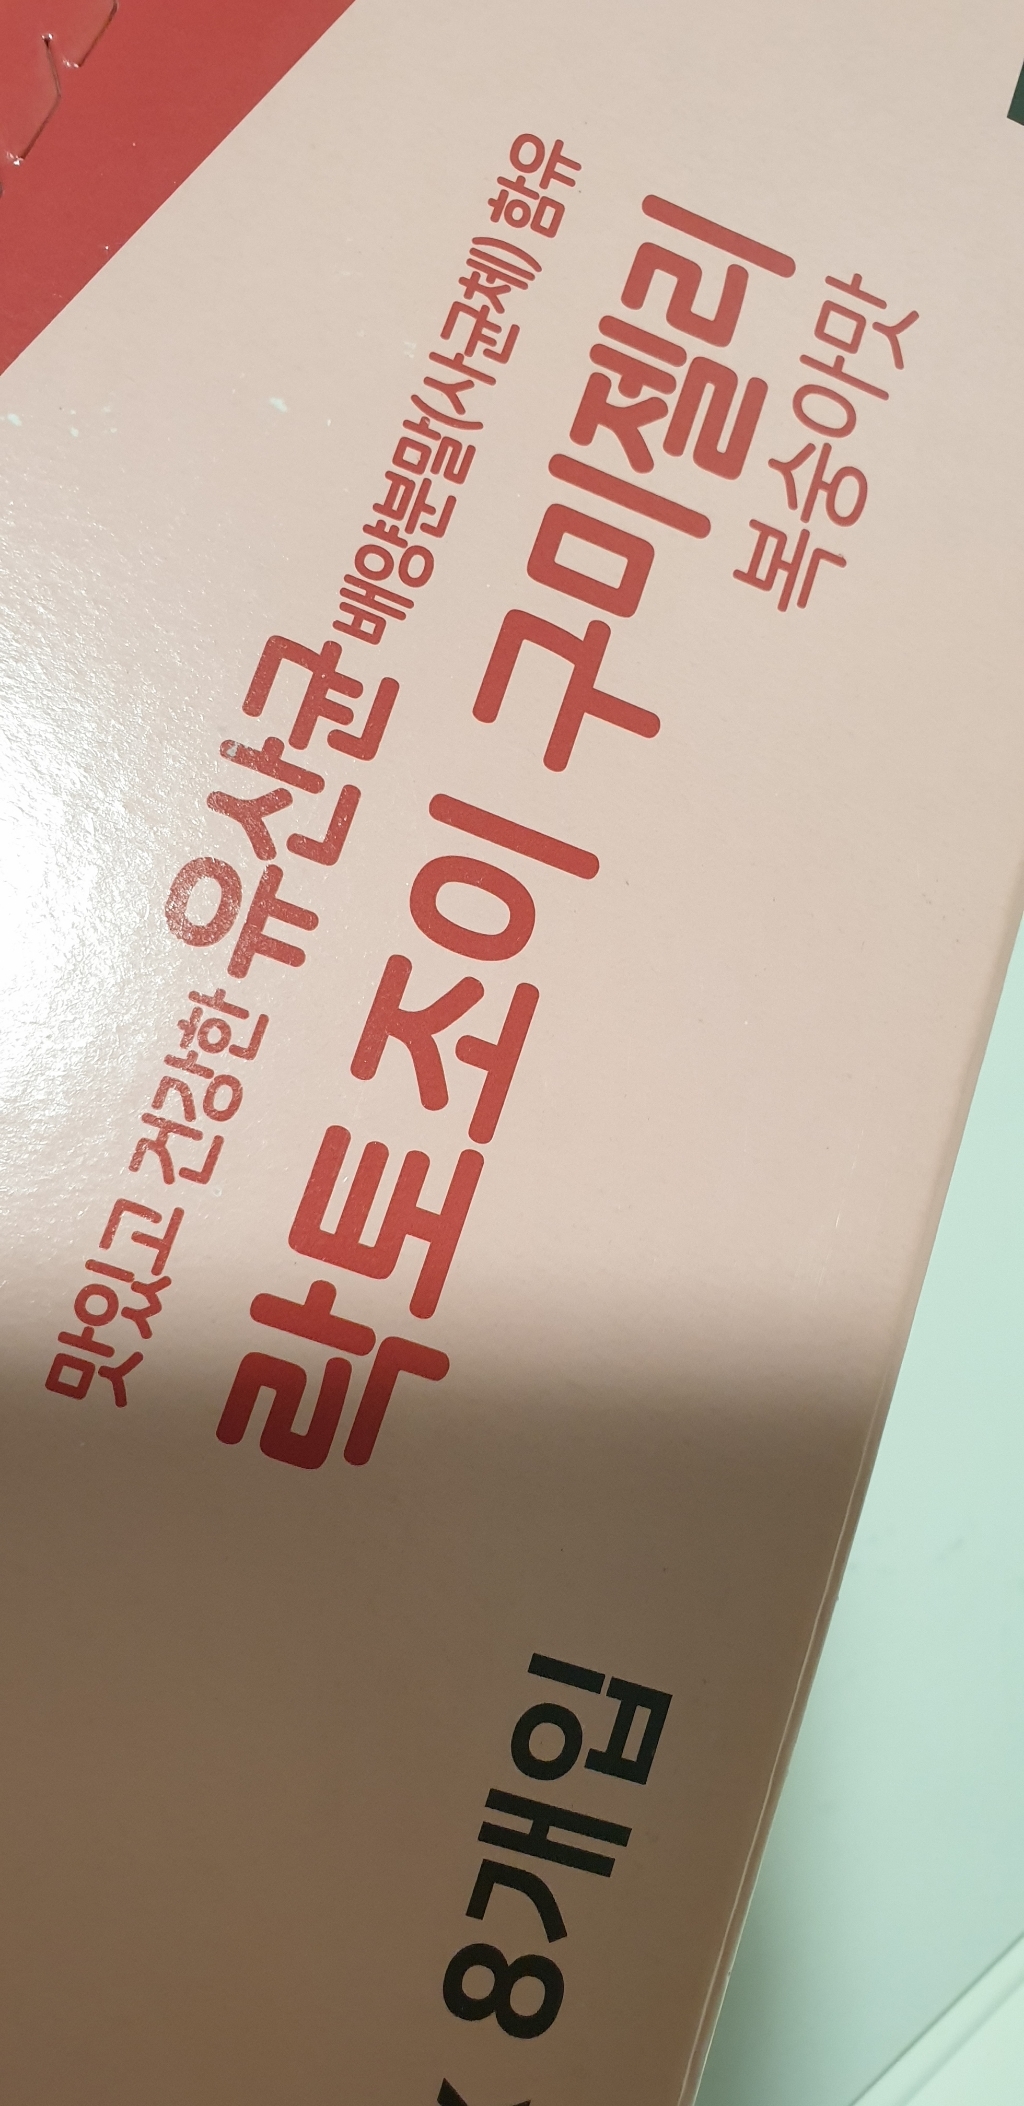 맛있고 건강한 유산균 배양분말(사균체) 함유
락토조이 구미젤리
복숭아맛
x 8개입